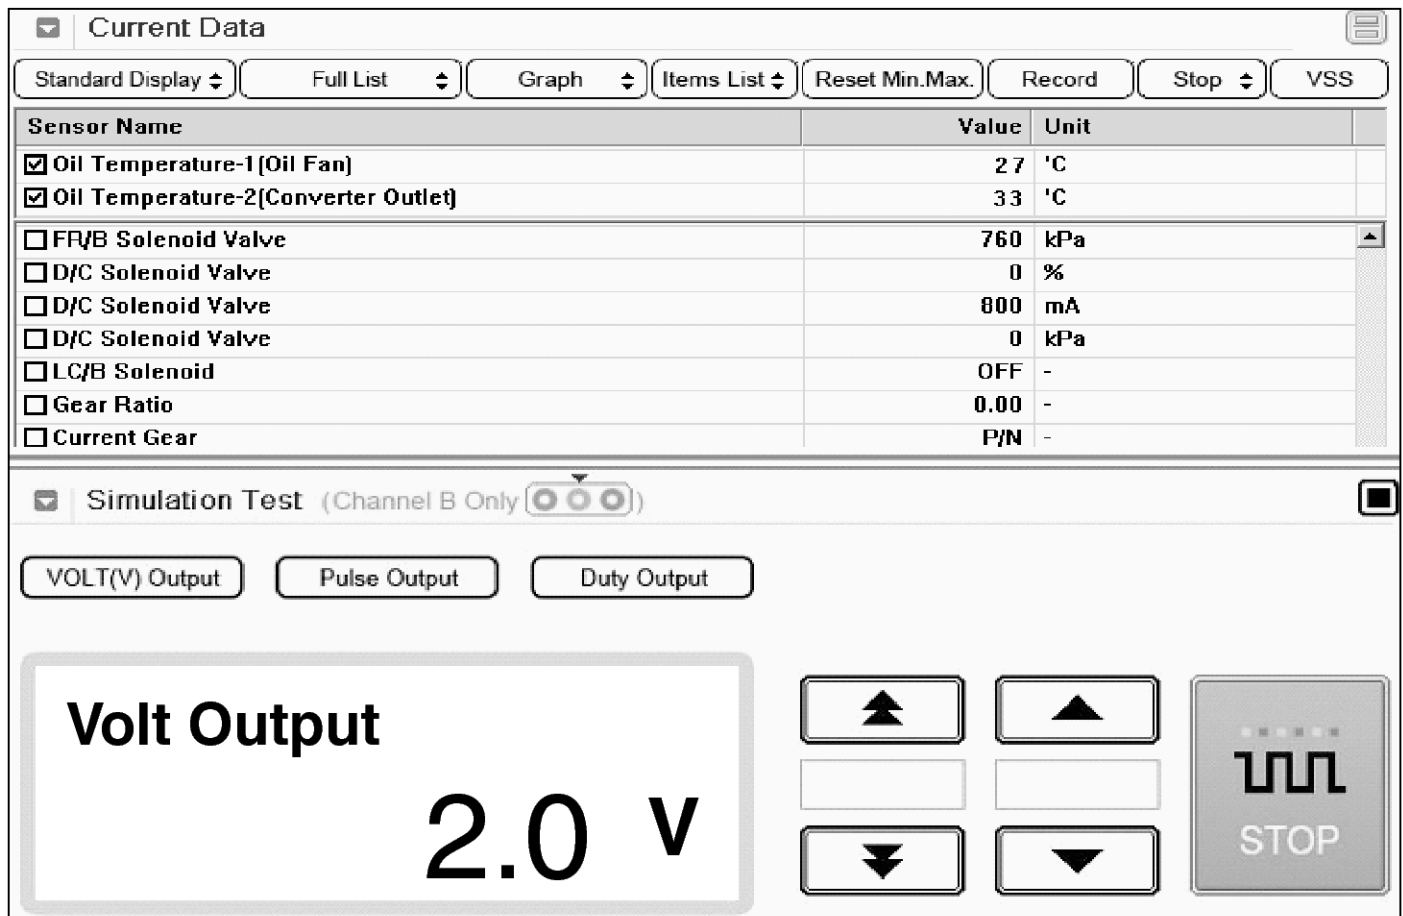 Current Data
Standard Display Full List Graph Items List Reset Min.Max. Record Stop VSS
Sensor Name Value Unit
Oil Temperature-1(Oil Fan) 27 'C
Oil Temperature-2(Converter Outlet) 33 'C
FR/B Solenoid Valve 760 kPa
D/C Solenoid Valve 0 %
D/C Solenoid Valve 800 mA
D/C Solenoid Valve 0 kPa
LC/B Solenoid OFF -
Gear Ratio 0.00 -
Current Gear P/N -
Simulation Test (Channel B Only)
VOLT(V) Output Pulse Output Duty Output
Volt Output
2.0 V
STOP